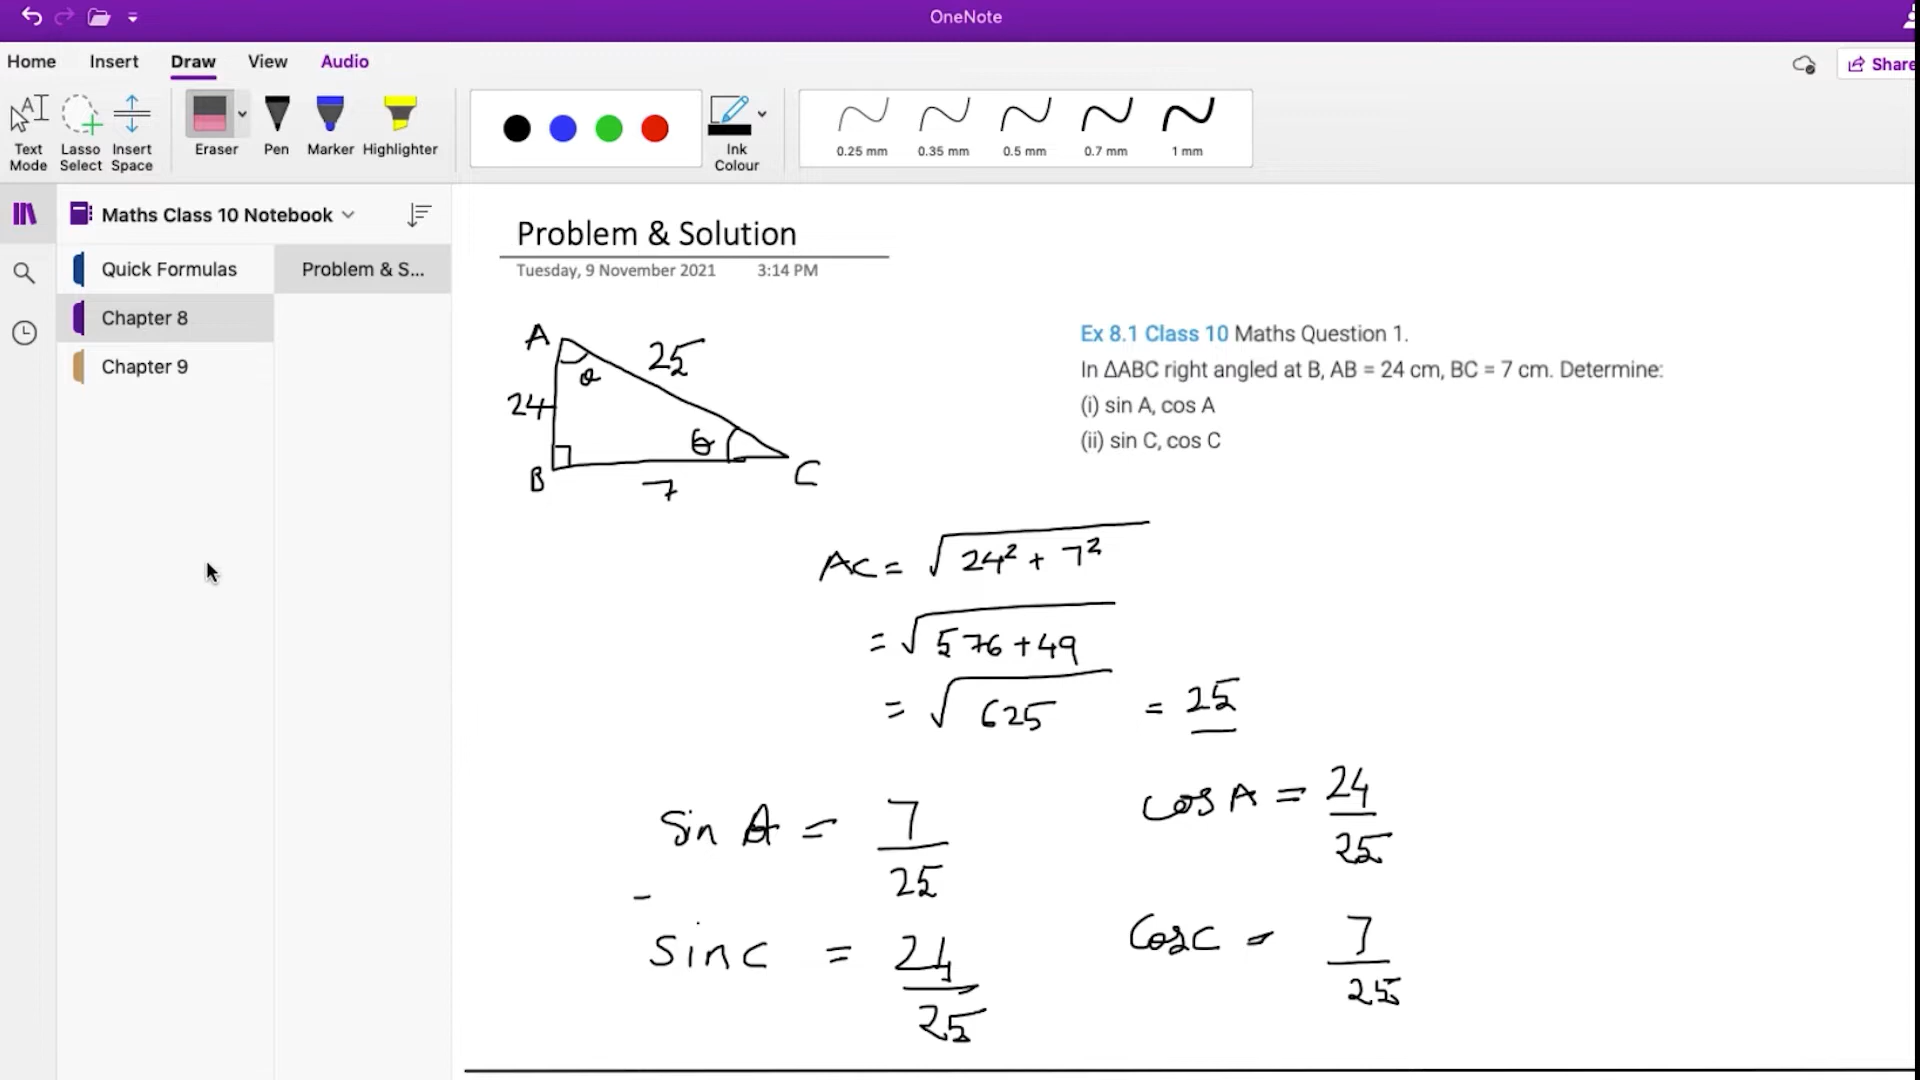 OneNote
Home Insert Draw View Audio
Share
Text Mode
Lasso Select
Insert Space
Eraser
Pen
Marker
Highlighter
Ink Colour
0.25 mm
0.35 mm
0.5 mm
0.7 mm
1 mm
Maths Class 10 Notebook
Quick Formulas
Chapter 8
Chapter 9
Problem & S...
Problem & Solution
Tuesday, 9 November 2021 3:14 PM
A
25
θ
24
θ
B
7
C
Ex 8.1 Class 10 Maths Question 1.
In ΔABC right angled at B, AB = 24 cm, BC = 7 cm. Determine:
(i) sin A, cos A
(ii) sin C, cos C
AC = √24² + 7²
= √576 + 49
= √625 = 25
Sin A = 7/25
cos A = 24/25
Sin C = 24/25
Cos C = 7/25